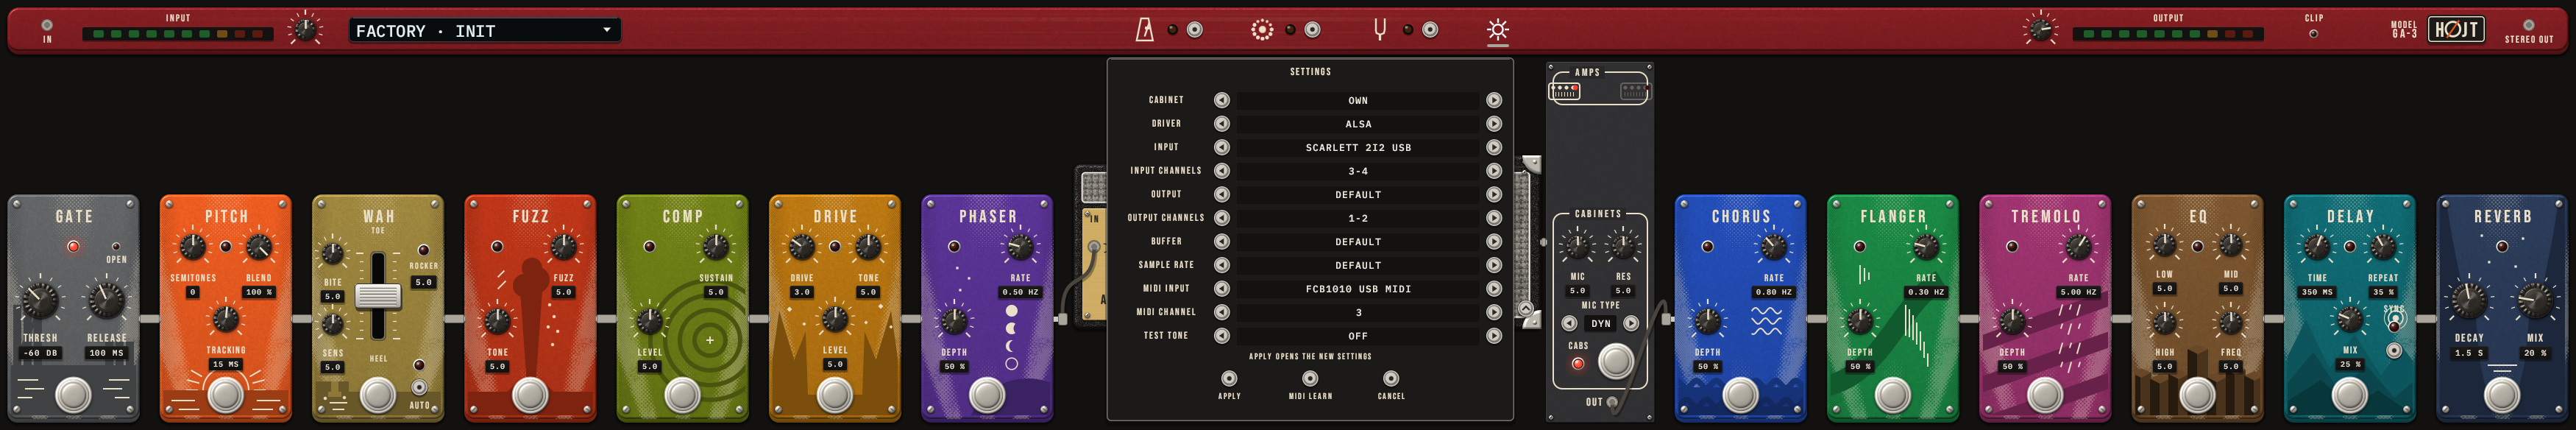 INPUT
IN
FACTORY · INIT
OUTPUT
CLIP
MODEL
GA-3
HØJT
STEREO OUT
SETTINGS
CABINET OWN
DRIVER ALSA
INPUT SCARLETT 2I2 USB
INPUT CHANNELS 3-4
OUTPUT DEFAULT
OUTPUT CHANNELS 1-2
BUFFER DEFAULT
SAMPLE RATE DEFAULT
MIDI INPUT FCB1010 USB MIDI
MIDI CHANNEL 3
TEST TONE OFF
APPLY OPENS THE NEW SETTINGS
APPLY MIDI LEARN CANCEL
GATE
OPEN
THRESH RELEASE
-60 DB 100 MS
PITCH
SEMITONES BLEND
0 100 %
TRACKING
15 MS
WAH
TOE
ROCKER
5.0
BITE
5.0
SENS
5.0
HEEL
AUTO
FUZZ
FUZZ
5.0
TONE
5.0
COMP
SUSTAIN
5.0
LEVEL
5.0
DRIVE
DRIVE TONE
3.0 5.0
LEVEL
5.0
PHASER
RATE
0.50 HZ
DEPTH
50 %
IN
AMPS
CABINETS
MIC RES
5.0 5.0
MIC TYPE
DYN
CABS
OUT
CHORUS
RATE
0.80 HZ
DEPTH
50 %
FLANGER
RATE
0.30 HZ
DEPTH
50 %
TREMOLO
RATE
5.00 HZ
DEPTH
50 %
EQ
LOW MID
5.0 5.0
HIGH FREQ
5.0 5.0
DELAY
TIME REPEAT
350 MS 35 %
SYNC
MIX
25 %
REVERB
DECAY MIX
1.5 S 20 %